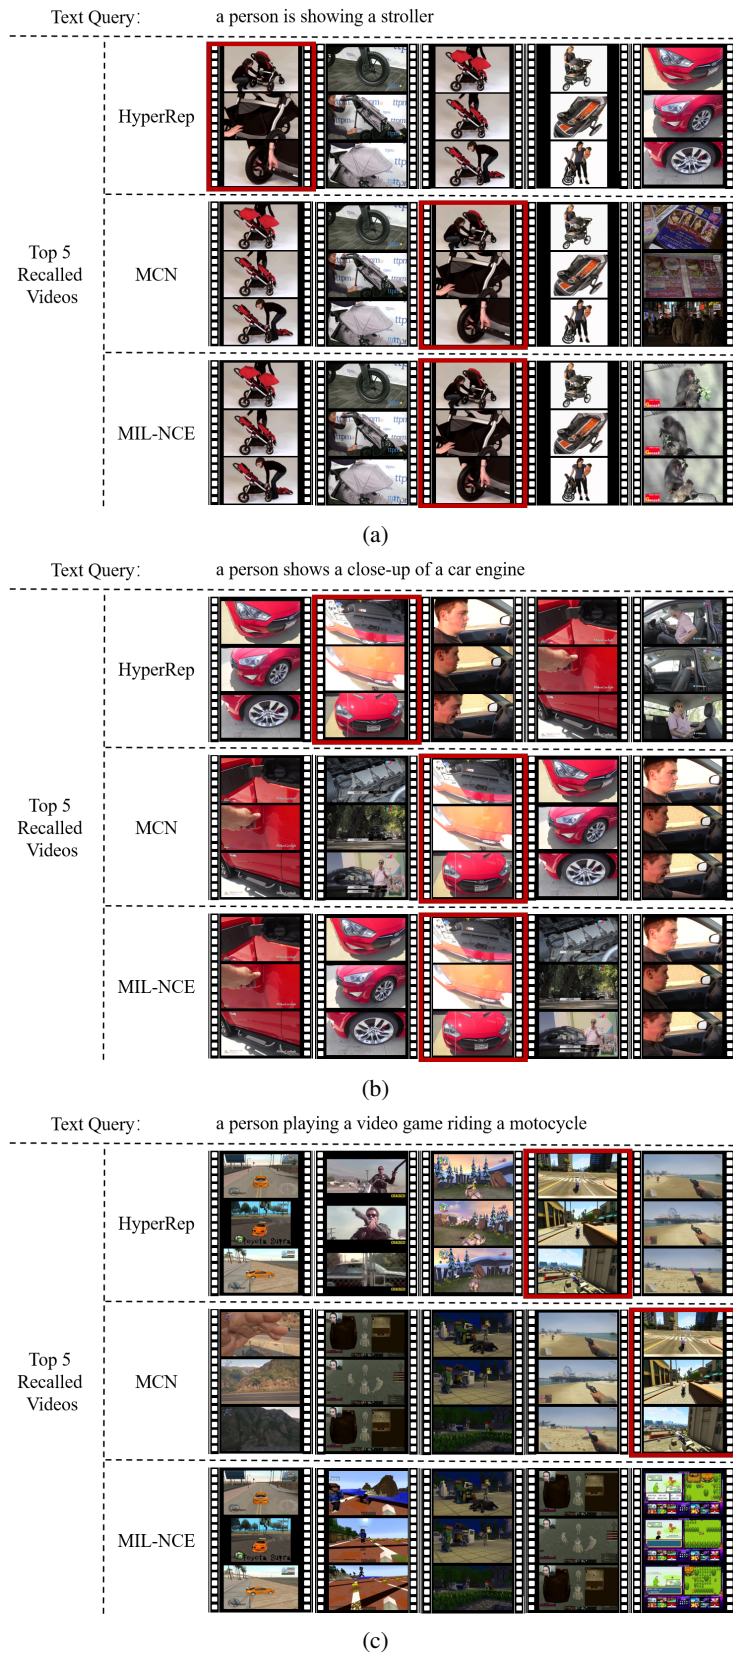 Text Query: a person is showing a stroller
HyperRep
Top 5
Recalled
Videos
MCN
MIL-NCE
(a)
Text Query: a person shows a close-up of a car engine
HyperRep
Top 5
Recalled
Videos
MCN
MIL-NCE
(b)
Text Query: a person playing a video game riding a motocycle
HyperRep
Top 5
Recalled
Videos
MCN
MIL-NCE
(c)